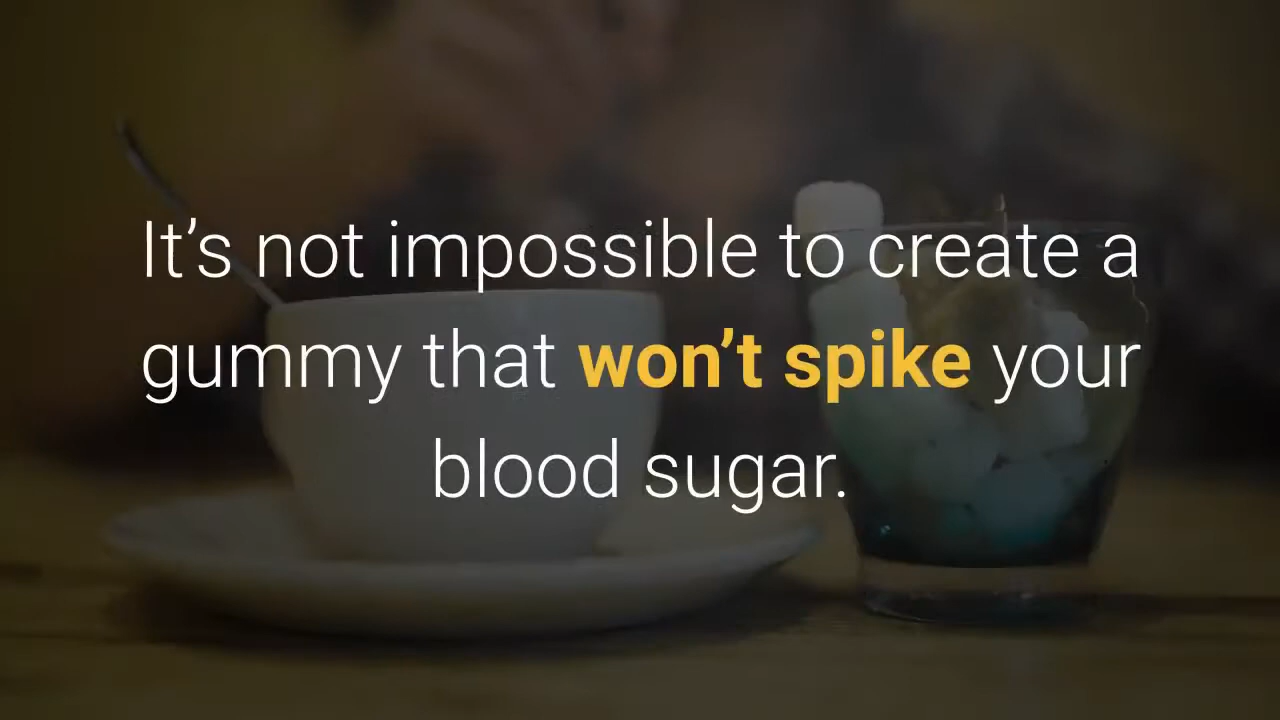 It’s not impossible to create a
gummy that won’t spike your
blood sugar.